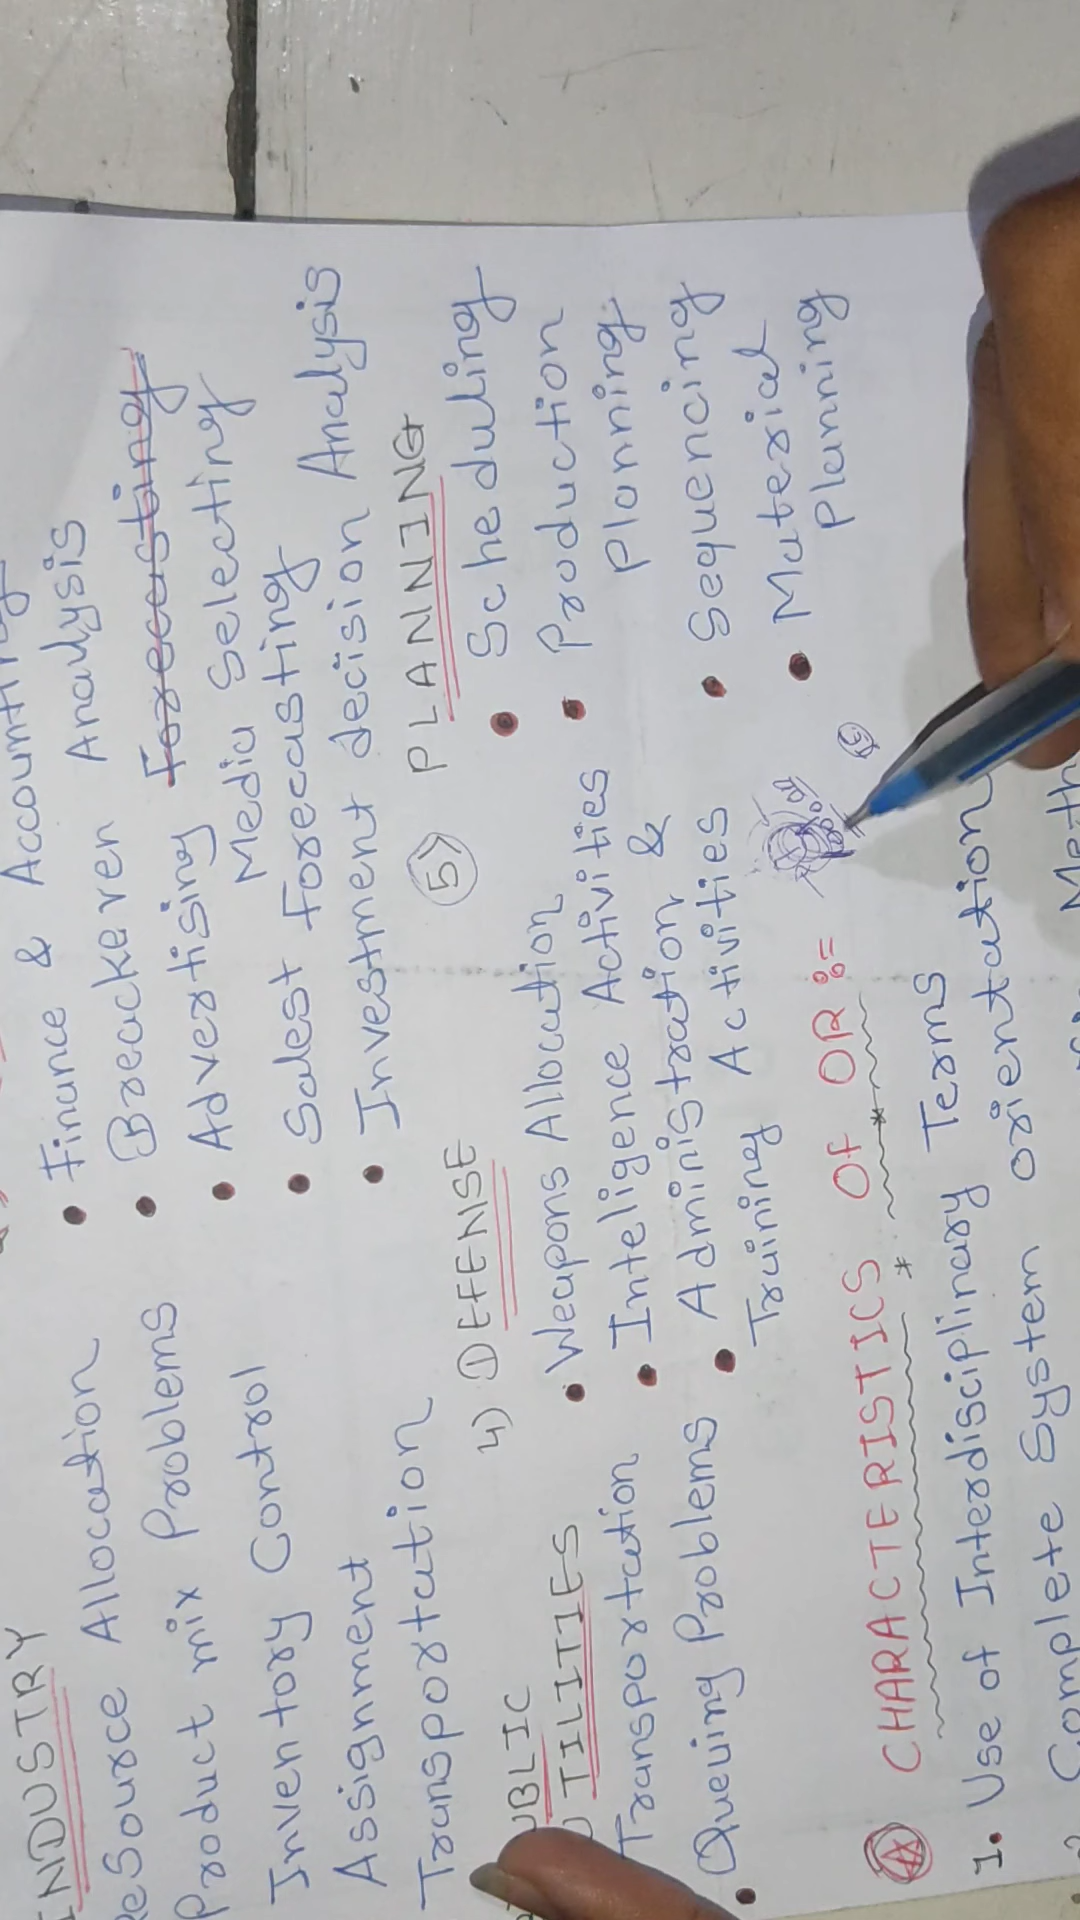 INDUSTRY
eSource Allocation
Product mix Problems
Inventory Control
Assignment
Transportation
& Accounting
Finance &
Analysis
Breackeven
Advertising Forecasting
Media Selecting
Salest Forecasting
Investment decision Analysis
UBLIC
UTILITIES
Transportation
Queuing Problems
4) DEFENSE
Weapons Allocation
Inteligence Activities
Administration &
Training Activities
5) PLANNING
Scheduling
Production
Planning
Sequencing
Material
Planning
A CHARACTERISTICS Of OR :=
1. Use of Interdisciplinary Terms
Complete System orientation